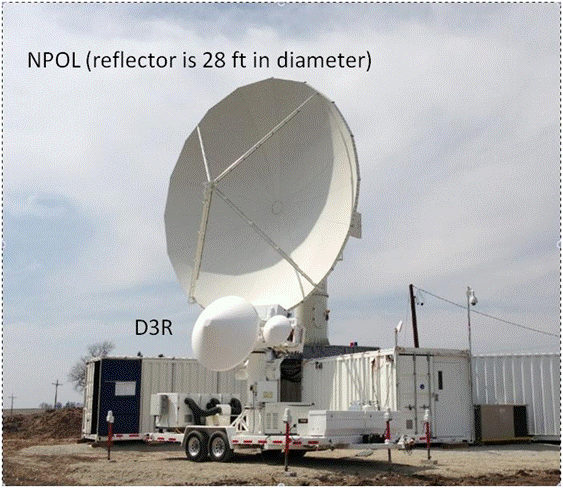 NPOL (reflector is 28 ft in diameter)
D3R